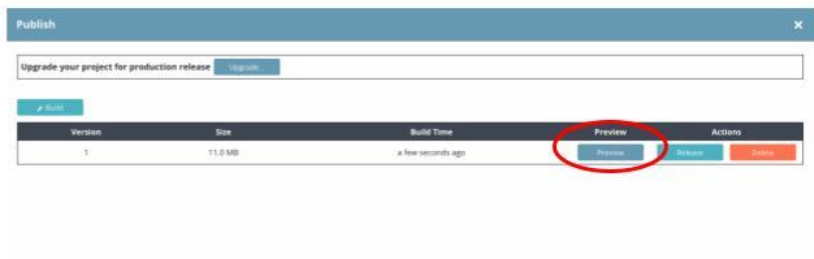 Publish
Upgrade your project for production release Upgrade...
Build
Version Size Build Time Preview Actions
1 11.0 MB a few seconds ago Preview Release Delete